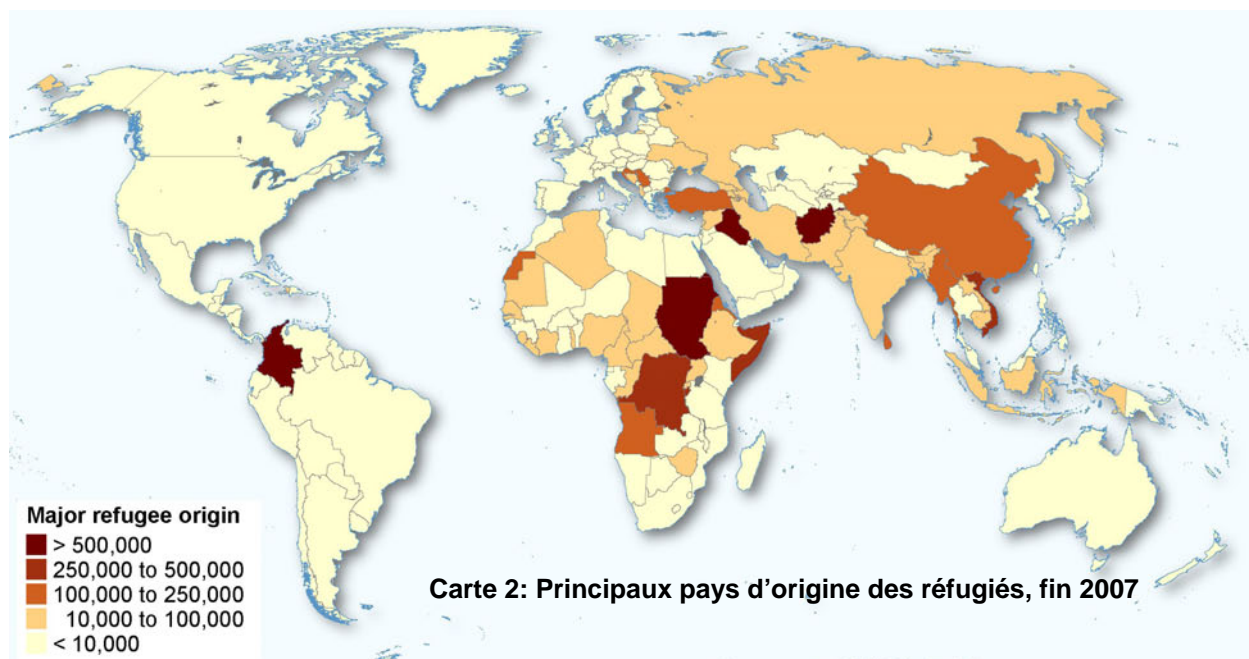 Major refugee origin
> 500,000
250,000 to 500,000
100,000 to 250,000
10,000 to 100,000
< 10,000
Carte 2: Principaux pays d'origine des réfugiés, fin 2007